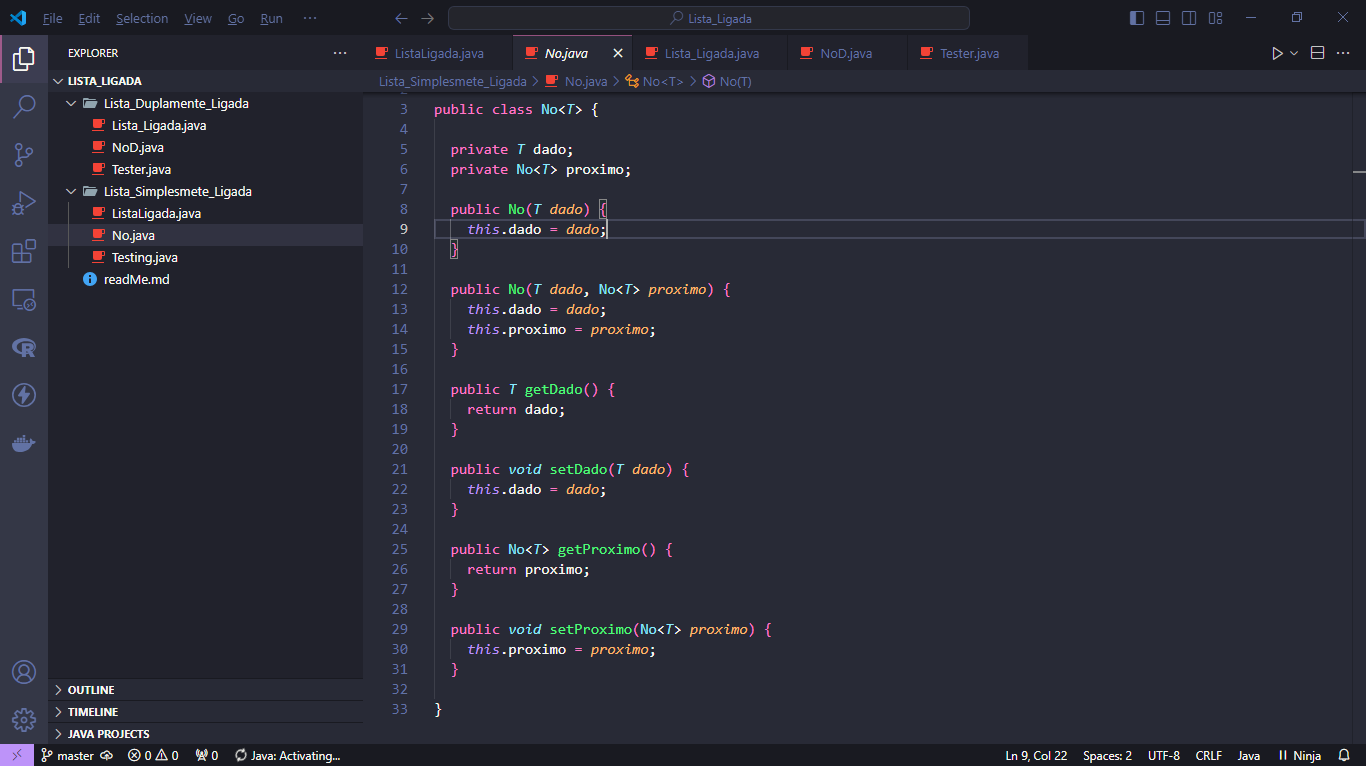 File Edit Selection View Go Run ··· ← → Lista_Ligada
EXPLORER ···
LISTA_LIGADA
Lista_Duplamente_Ligada
Lista_Ligada.java
NoD.java
Tester.java
Lista_Simplesmete_Ligada
ListaLigada.java
No.java
Testing.java
readMe.md
OUTLINE
TIMELINE
JAVA PROJECTS
ListaLigada.java No.java Lista_Ligada.java NoD.java Tester.java
Lista_Simplesmete_Ligada > No.java > No<T> > No(T)
3 public class No<T> {
4
5 private T dado;
6 private No<T> proximo;
7
8 public No(T dado) {
9 this.dado = dado;
10 }
11
12 public No(T dado, No<T> proximo) {
13 this.dado = dado;
14 this.proximo = proximo;
15 }
16
17 public T getDado() {
18 return dado;
19 }
20
21 public void setDado(T dado) {
22 this.dado = dado;
23 }
24
25 public No<T> getProximo() {
26 return proximo;
27 }
28
29 public void setProximo(No<T> proximo) {
30 this.proximo = proximo;
31 }
32
33 }
master 0 0 0 Java: Activating... Ln 9, Col 22 Spaces: 2 UTF-8 CRLF Java Ninja